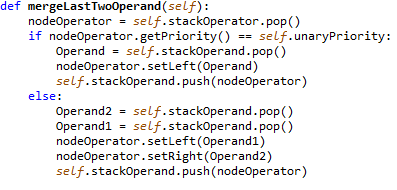 def mergeLastTwoOperand(self):
    nodeOperator = self.stackOperator.pop()
    if nodeOperator.getPriority() == self.unaryPriority:
        Operand = self.stackOperand.pop()
        nodeOperator.setLeft(Operand)
        self.stackOperand.push(nodeOperator)
    else:
        Operand2 = self.stackOperand.pop()
        Operand1 = self.stackOperand.pop()
        nodeOperator.setLeft(Operand1)
        nodeOperator.setRight(Operand2)
        self.stackOperand.push(nodeOperator)